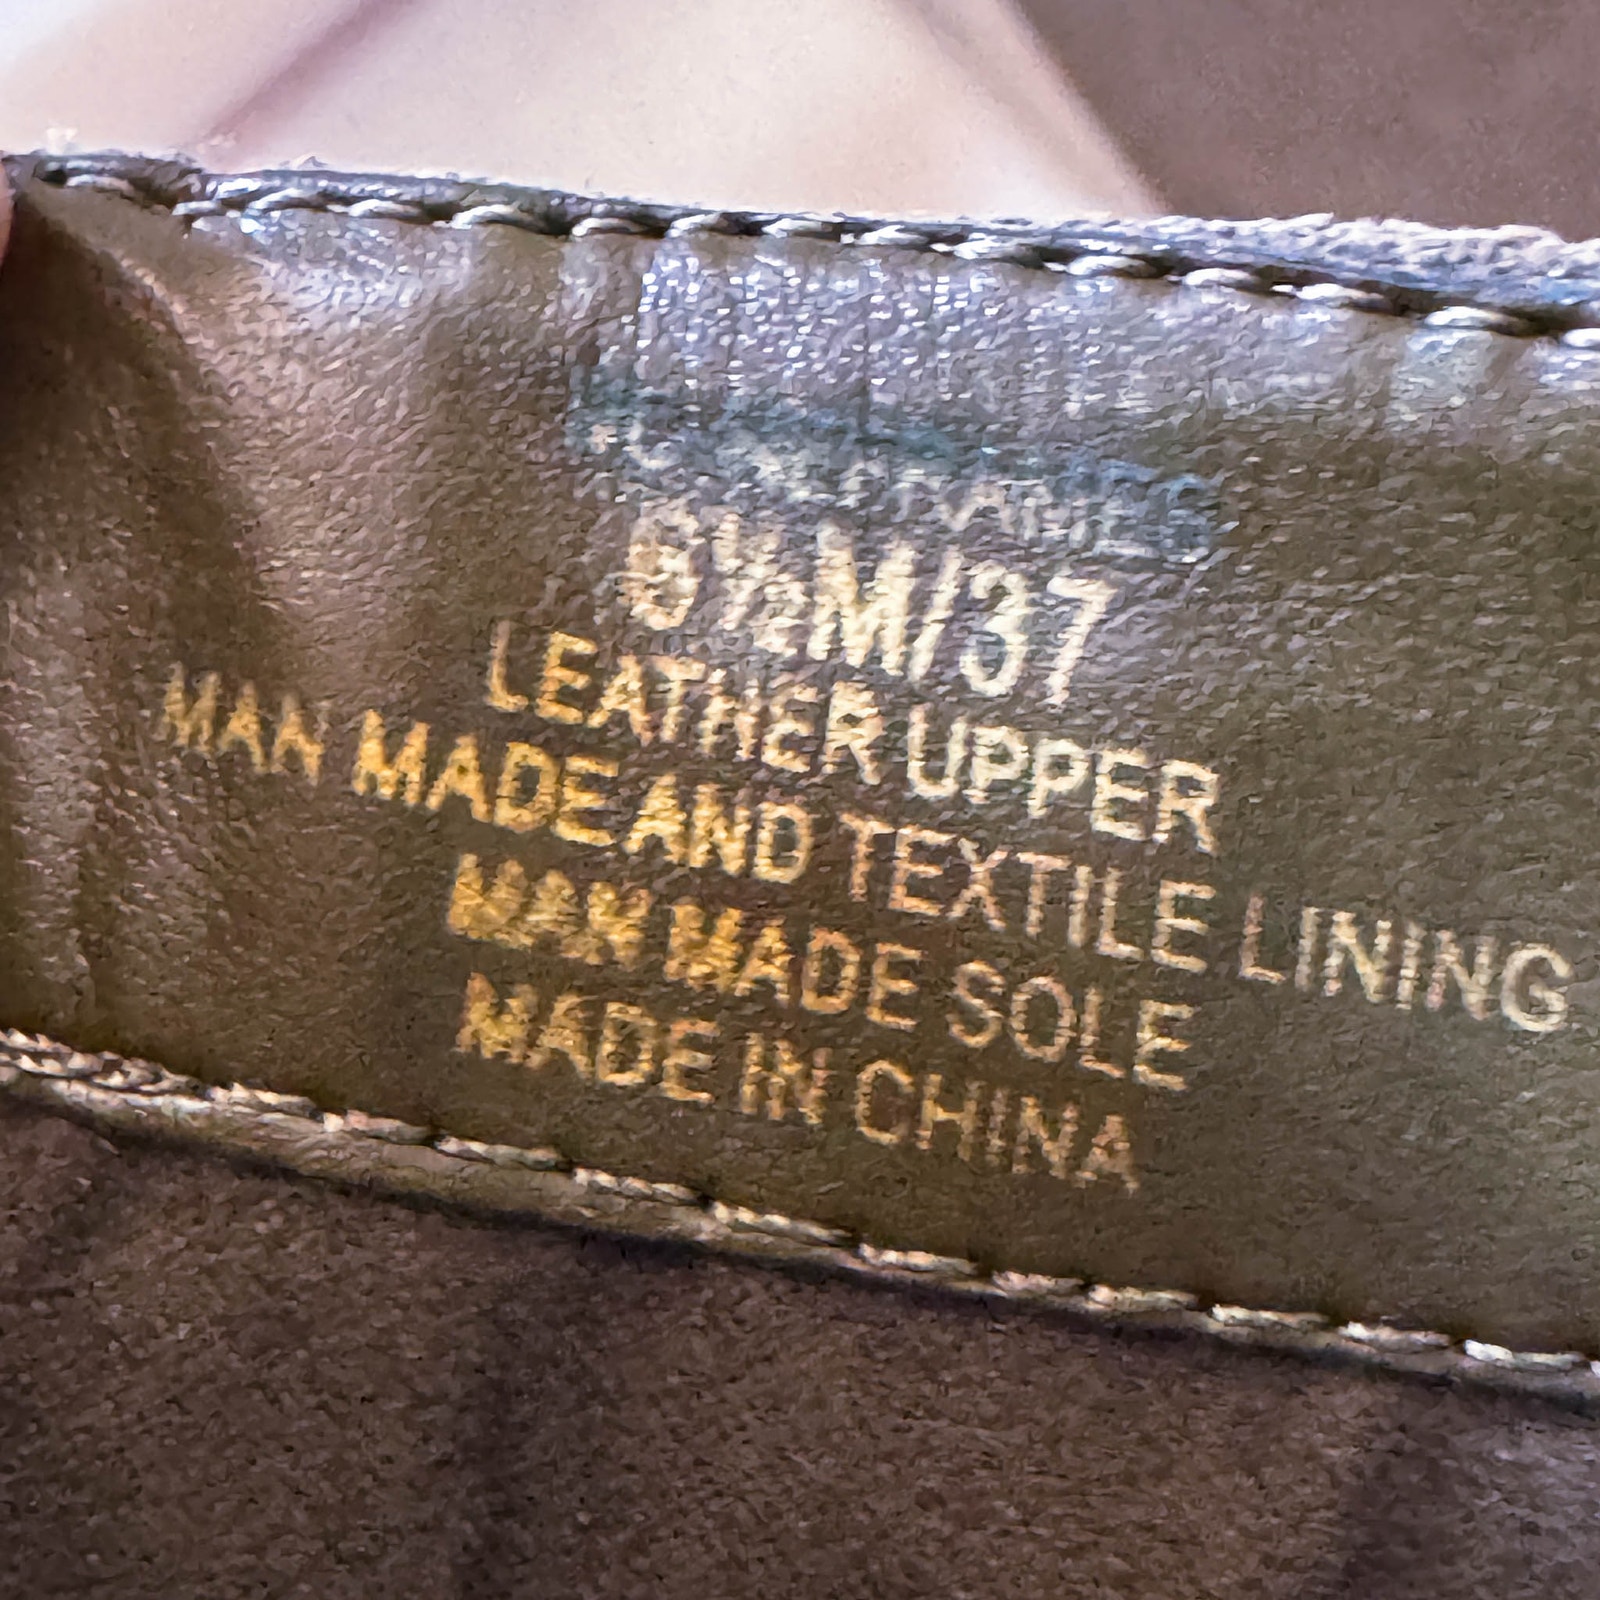 6½M/37
LEATHER UPPER
MAN MADE AND TEXTILE LINING
MAN MADE SOLE
MADE IN CHINA